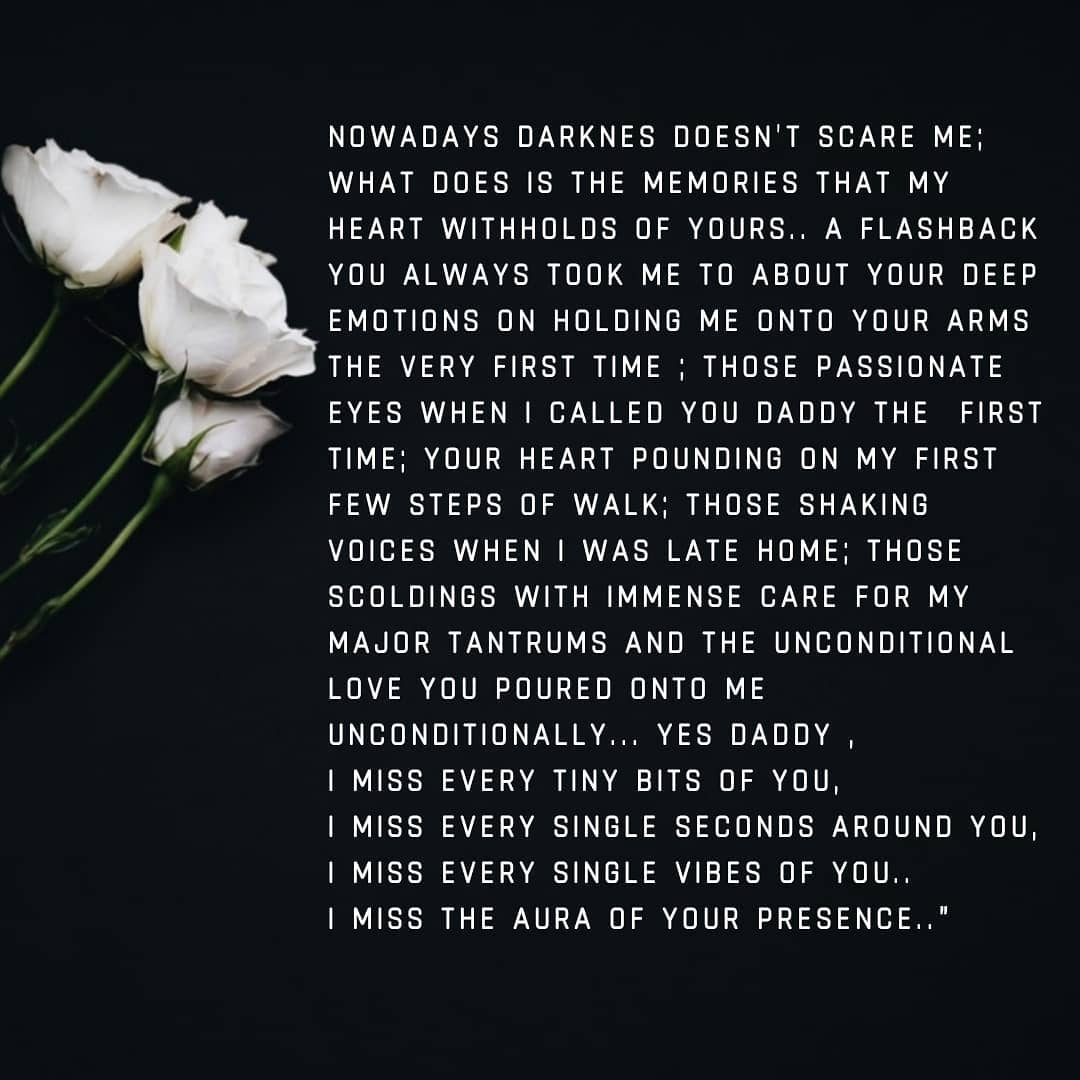 NOWADAYS DARKNES DOESN'T SCARE ME;
WHAT DOES IS THE MEMORIES THAT MY
HEART WITHHOLDS OF YOURS.. A FLASHBACK
YOU ALWAYS TOOK ME TO ABOUT YOUR DEEP
EMOTIONS ON HOLDING ME ONTO YOUR ARMS
THE VERY FIRST TIME ; THOSE PASSIONATE
EYES WHEN I CALLED YOU DADDY THE  FIRST
TIME; YOUR HEART POUNDING ON MY FIRST
FEW STEPS OF WALK; THOSE SHAKING
VOICES WHEN I WAS LATE HOME; THOSE
SCOLDINGS WITH IMMENSE CARE FOR MY
MAJOR TANTRUMS AND THE UNCONDITIONAL
LOVE YOU POURED ONTO ME
UNCONDITIONALLY... YES DADDY ,
I MISS EVERY TINY BITS OF YOU,
I MISS EVERY SINGLE SECONDS AROUND YOU,
I MISS EVERY SINGLE VIBES OF YOU..
I MISS THE AURA OF YOUR PRESENCE.."